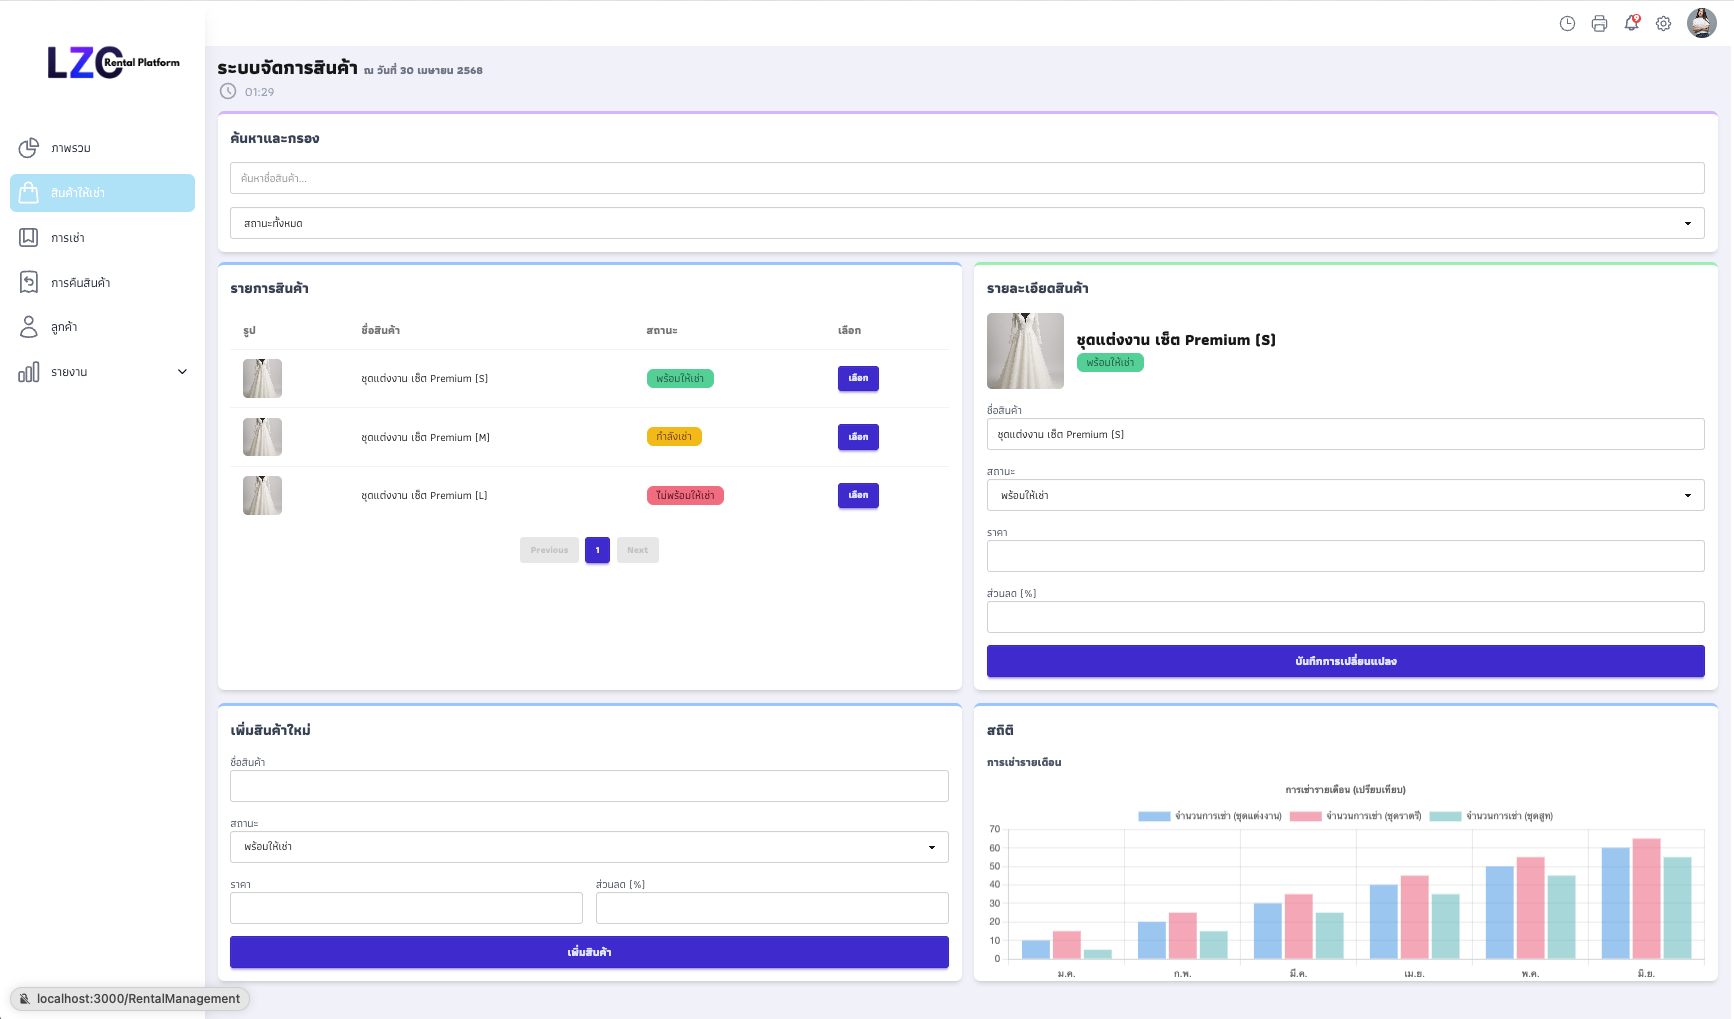 LZC Rental Platform
9
ภาพรวม
สินค้าให้เช่า
การเช่า
การคืนสินค้า
ลูกค้า
รายงาน
ระบบจัดการสินค้า ณ วันที่ 30 เมษายน 2568
01:29
ค้นหาและกรอง
ค้นหาชื่อสินค้า...
สถานะทั้งหมด
รายการสินค้า
รูป ชื่อสินค้า สถานะ เลือก
ชุดแต่งงาน เซ็ต Premium (S) พร้อมให้เช่า เลือก
ชุดแต่งงาน เซ็ต Premium (M) กำลังเช่า เลือก
ชุดแต่งงาน เซ็ต Premium (L) ไม่พร้อมให้เช่า เลือก
Previous 1 Next
รายละเอียดสินค้า
ชุดแต่งงาน เซ็ต Premium (S)
พร้อมให้เช่า
ชื่อสินค้า
ชุดแต่งงาน เซ็ต Premium (S)
สถานะ
พร้อมให้เช่า
ราคา
ส่วนลด (%)
บันทึกการเปลี่ยนแปลง
เพิ่มสินค้าใหม่
ชื่อสินค้า
สถานะ
พร้อมให้เช่า
ราคา ส่วนลด (%)
เพิ่มสินค้า
สถิติ
การเช่ารายเดือน
การเช่ารายเดือน (เปรียบเทียบ)
จำนวนการเช่า (ชุดแต่งงาน) จำนวนการเช่า (ชุดราตรี) จำนวนการเช่า (ชุดสูท)
70
60
50
40
30
20
10
0
ม.ค. ก.พ. มี.ค. เม.ย. พ.ค. มิ.ย.
localhost:3000/RentalManagement